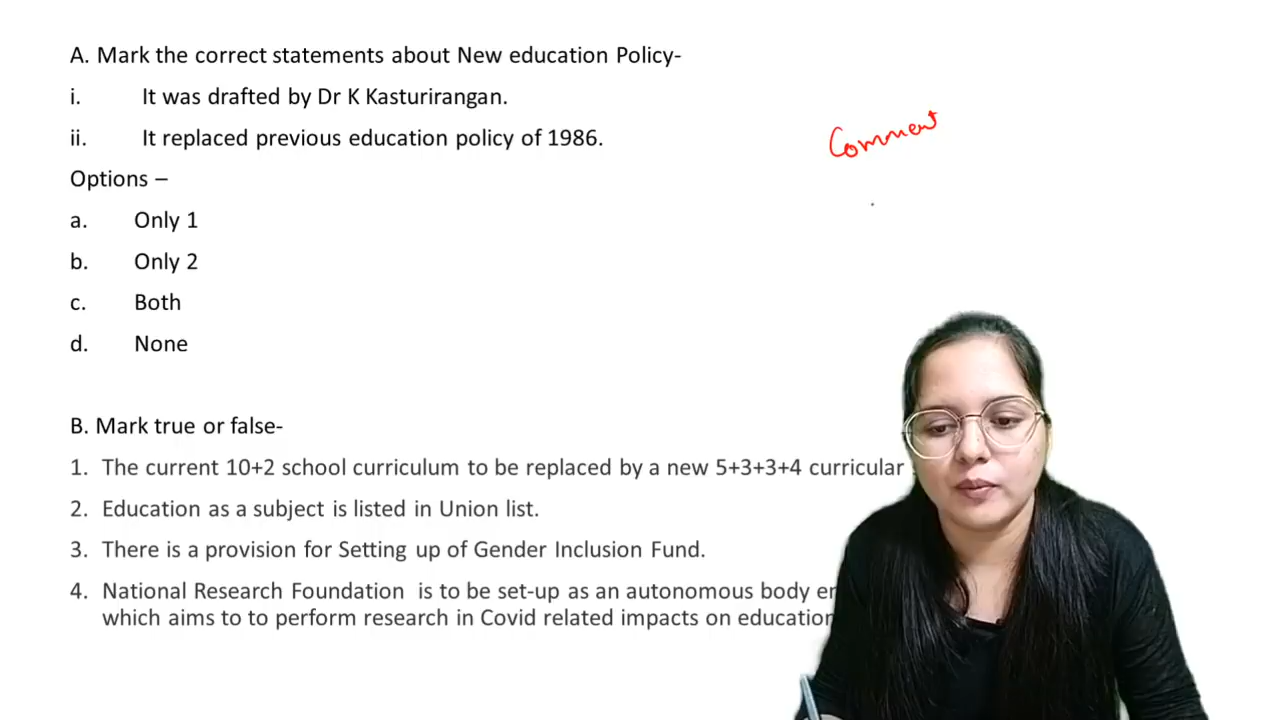 A. Mark the correct statements about New education Policy-
i. It was drafted by Dr K Kasturirangan.
ii. It replaced previous education policy of 1986.
Comment
Options –
a. Only 1
b. Only 2
c. Both
d. None
B. Mark true or false-
1. The current 10+2 school curriculum to be replaced by a new 5+3+3+4 curricular
2. Education as a subject is listed in Union list.
3. There is a provision for Setting up of Gender Inclusion Fund.
4. National Research Foundation is to be set-up as an autonomous body
which aims to to perform research in Covid related impacts on education